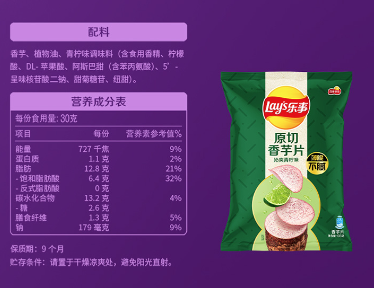 配料
香芋、植物油、青柠味调味料（含食用香精、柠檬
酸、DL-苹果酸、阿斯巴甜（含苯丙氨酸）、5’-
呈味核苷酸二钠、甜菊糖苷、纽甜）。
营养成分表
每份食用量: 30克
项目 每份 营养素参考值%
能量 727 千焦 9%
蛋白质 1.1 克 2%
脂肪 12.8 克 21%
- 饱和脂肪酸 6.4 克 32%
- 反式脂肪酸 0 克
碳水化合物 13.2 克 4%
- 糖 2.6 克
膳食纤维 1.3 克 5%
钠 179 毫克 9%
保质期：9 个月
贮存条件：请置于干燥凉爽处，避免阳光直射。
Lay's乐事
原切
香芋片
不腻
香芋片